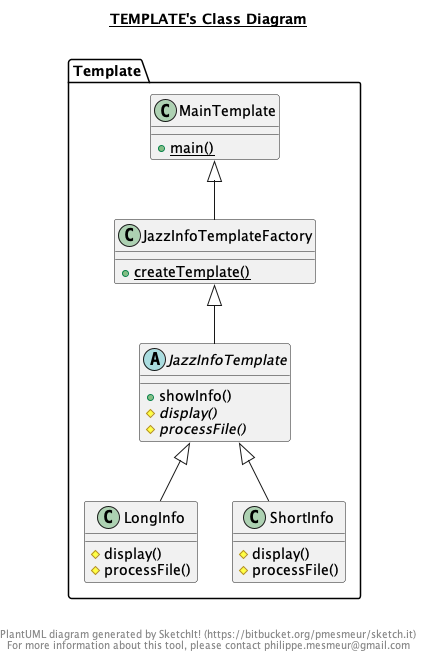 TEMPLATE's Class Diagram
Template
C MainTemplate
main()
C JazzInfoTemplateFactory
createTemplate()
A JazzInfoTemplate
showInfo()
display()
processFile()
C LongInfo
display()
processFile()
C ShortInfo
display()
processFile()
PlantUML diagram generated by SketchIt! (https://bitbucket.org/pmesmeur/sketch.it)
For more information about this tool, please contact philippe.mesmeur@gmail.com